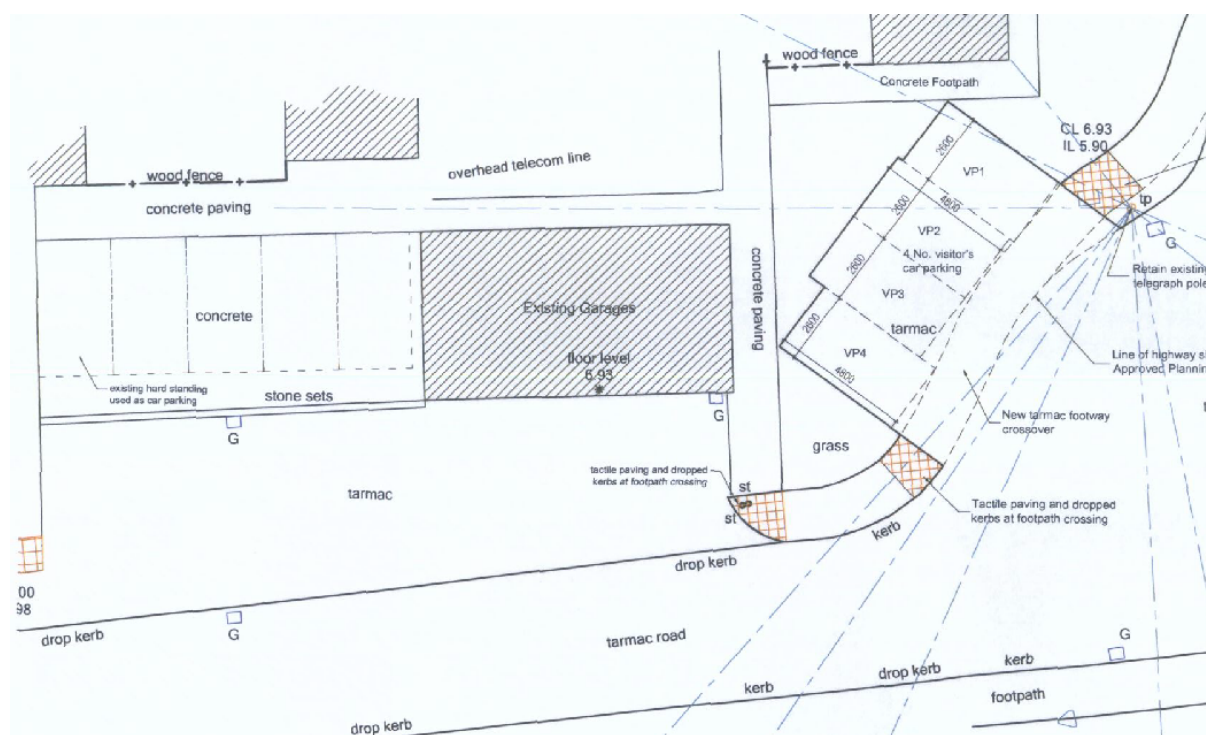 wood fence
Concrete Footpath
CL 6.93
IL 5.90
wood fence
overhead telecom line
2600
VP1
4800
concrete paving
tp
G
2600
VP2
4 No. visitor's
car parking
2600
VP3
Retain existing
telegraph pole
concrete paving
concrete
Existing Garages
tarmac
2600
floor level
6.93
VP4
4800
Line of highway
Approved
existing hard standing
used as car parking
stone sets
G
G
New tarmac footway
crossover
grass
tactile paving and dropped
kerbs at footpath crossing
st
st
tarmac
Tactile paving and dropped
kerbs at footpath crossing
kerb
drop kerb
00
98
drop kerb
G
tarmac road
G
kerb
drop kerb
kerb
footpath
drop kerb